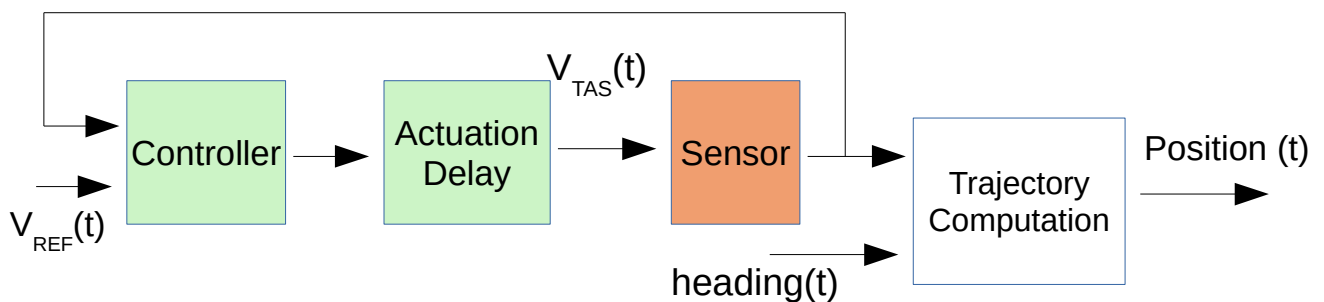 V_TAS(t)
Controller
Actuation
Delay
Sensor
Trajectory
Computation
Position (t)
V_REF(t)
heading(t)